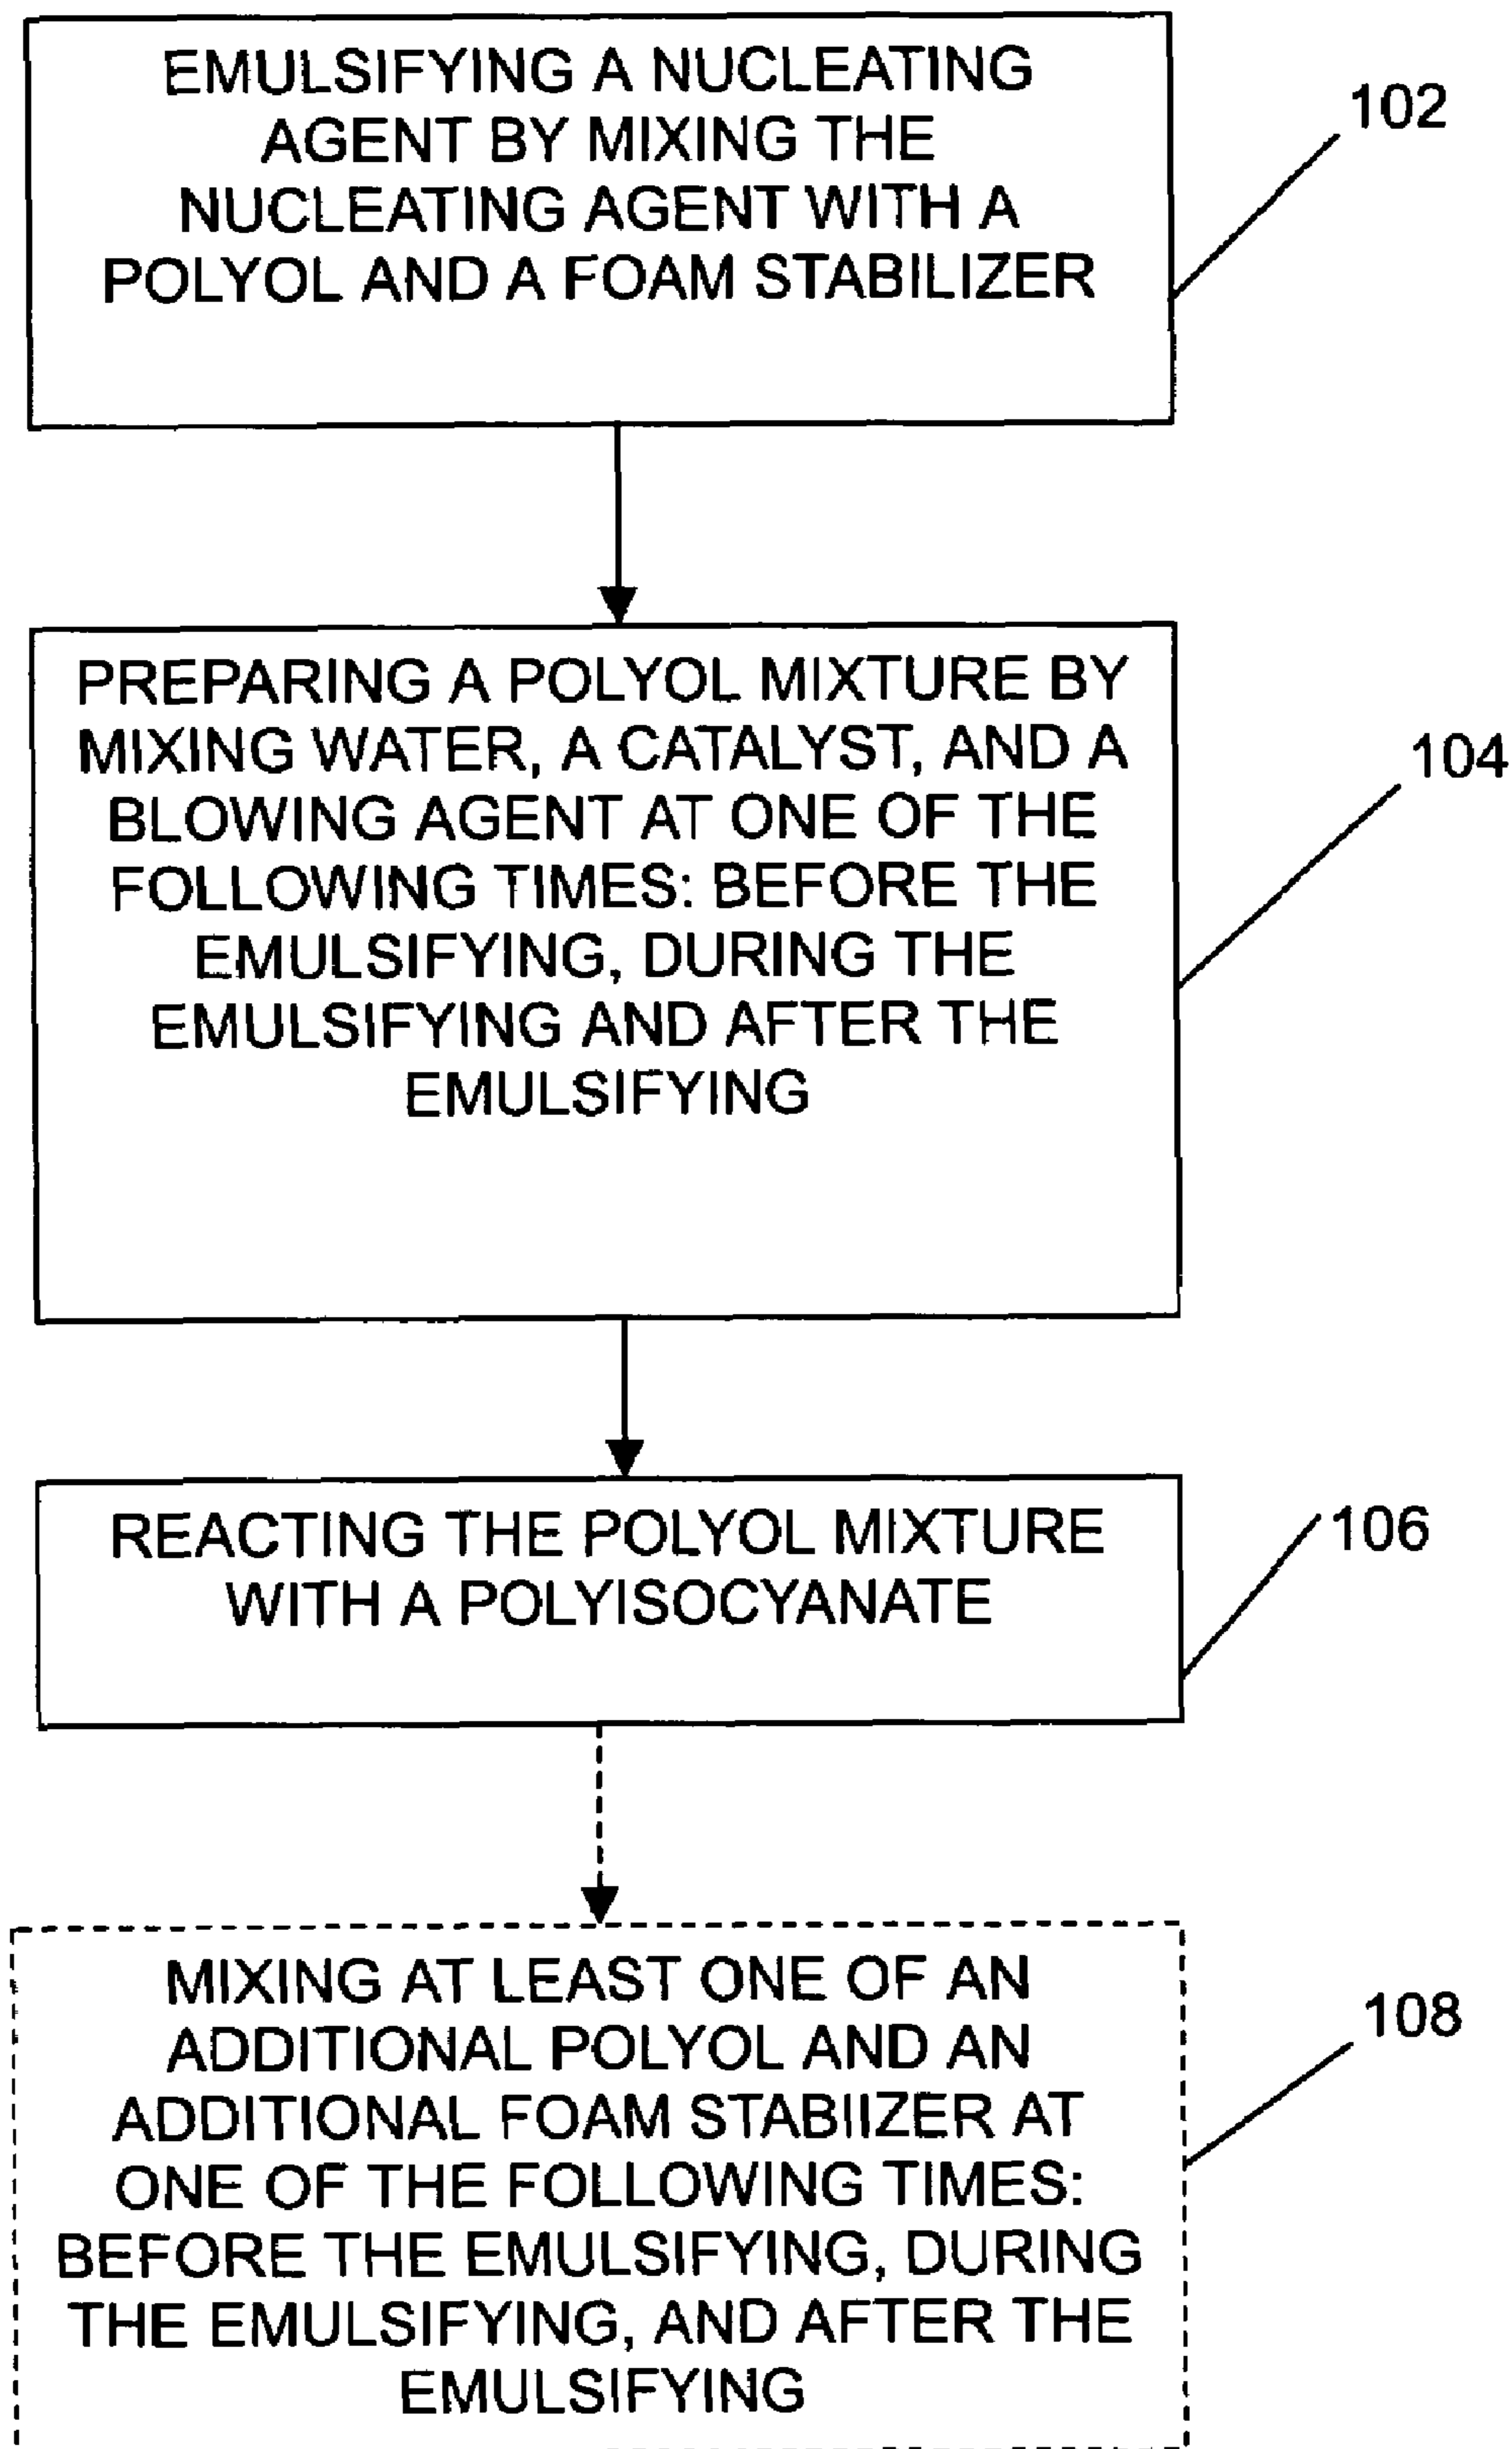 EMULSIFYING A NUCLEATING
AGENT BY MIXING THE
NUCLEATING AGENT WITH A
POLYOL AND A FOAM STABILIZER
102
PREPARING A POLYOL MIXTURE BY
MIXING WATER, A CATALYST, AND A
BLOWING AGENT AT ONE OF THE
FOLLOWING TIMES: BEFORE THE
EMULSIFYING, DURING THE
EMULSIFYING AND AFTER THE
EMULSIFYING
104
REACTING THE POLYOL MIXTURE
WITH A POLYISOCYANATE
106
MIXING AT LEAST ONE OF AN
ADDITIONAL POLYOL AND AN
ADDITIONAL FOAM STABIIZER AT
ONE OF THE FOLLOWING TIMES:
BEFORE THE EMULSIFYING, DURING
THE EMULSIFYING, AND AFTER THE
EMULSIFYING
108